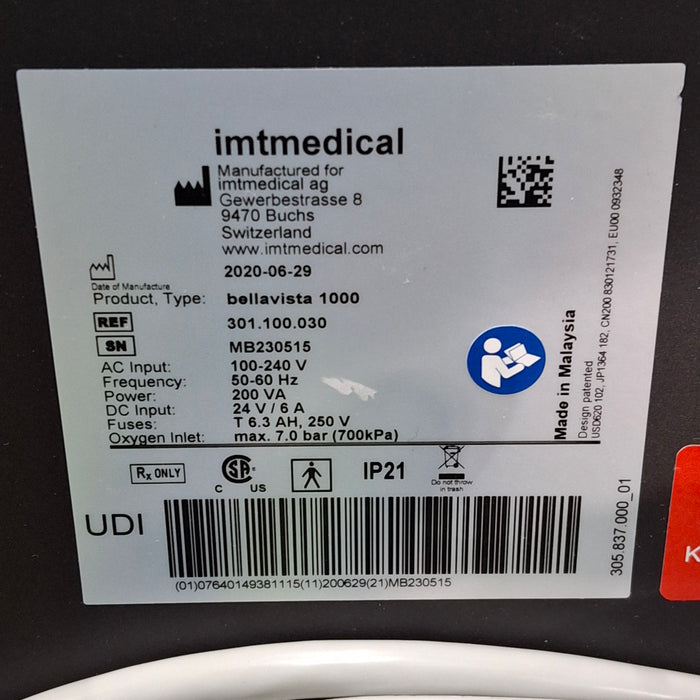 imtmedical
Manufactured for
imtmedical ag
Gewerbestrasse 8
9470 Buchs
Switzerland
www.imtmedical.com
Date of Manufacture
2020-06-29
Product, Type: bellavista 1000
REF 301.100.030
SN MB230515
AC Input: 100-240 V
Frequency: 50-60 Hz
Power: 200 VA
DC Input: 24 V / 6 A
Fuses: T 6.3 AH, 250 V
Oxygen Inlet: max. 7.0 bar (700kPa)
Made in Malaysia
Design patented
USD620 102, JP1364 182, CN200 830121731, EU00 0932348
Rx ONLY
C SA US
IP21
Do not throw
in trash
UDI
(01)07640149381115(11)200629(21)MB230515
305.837.000_01
K